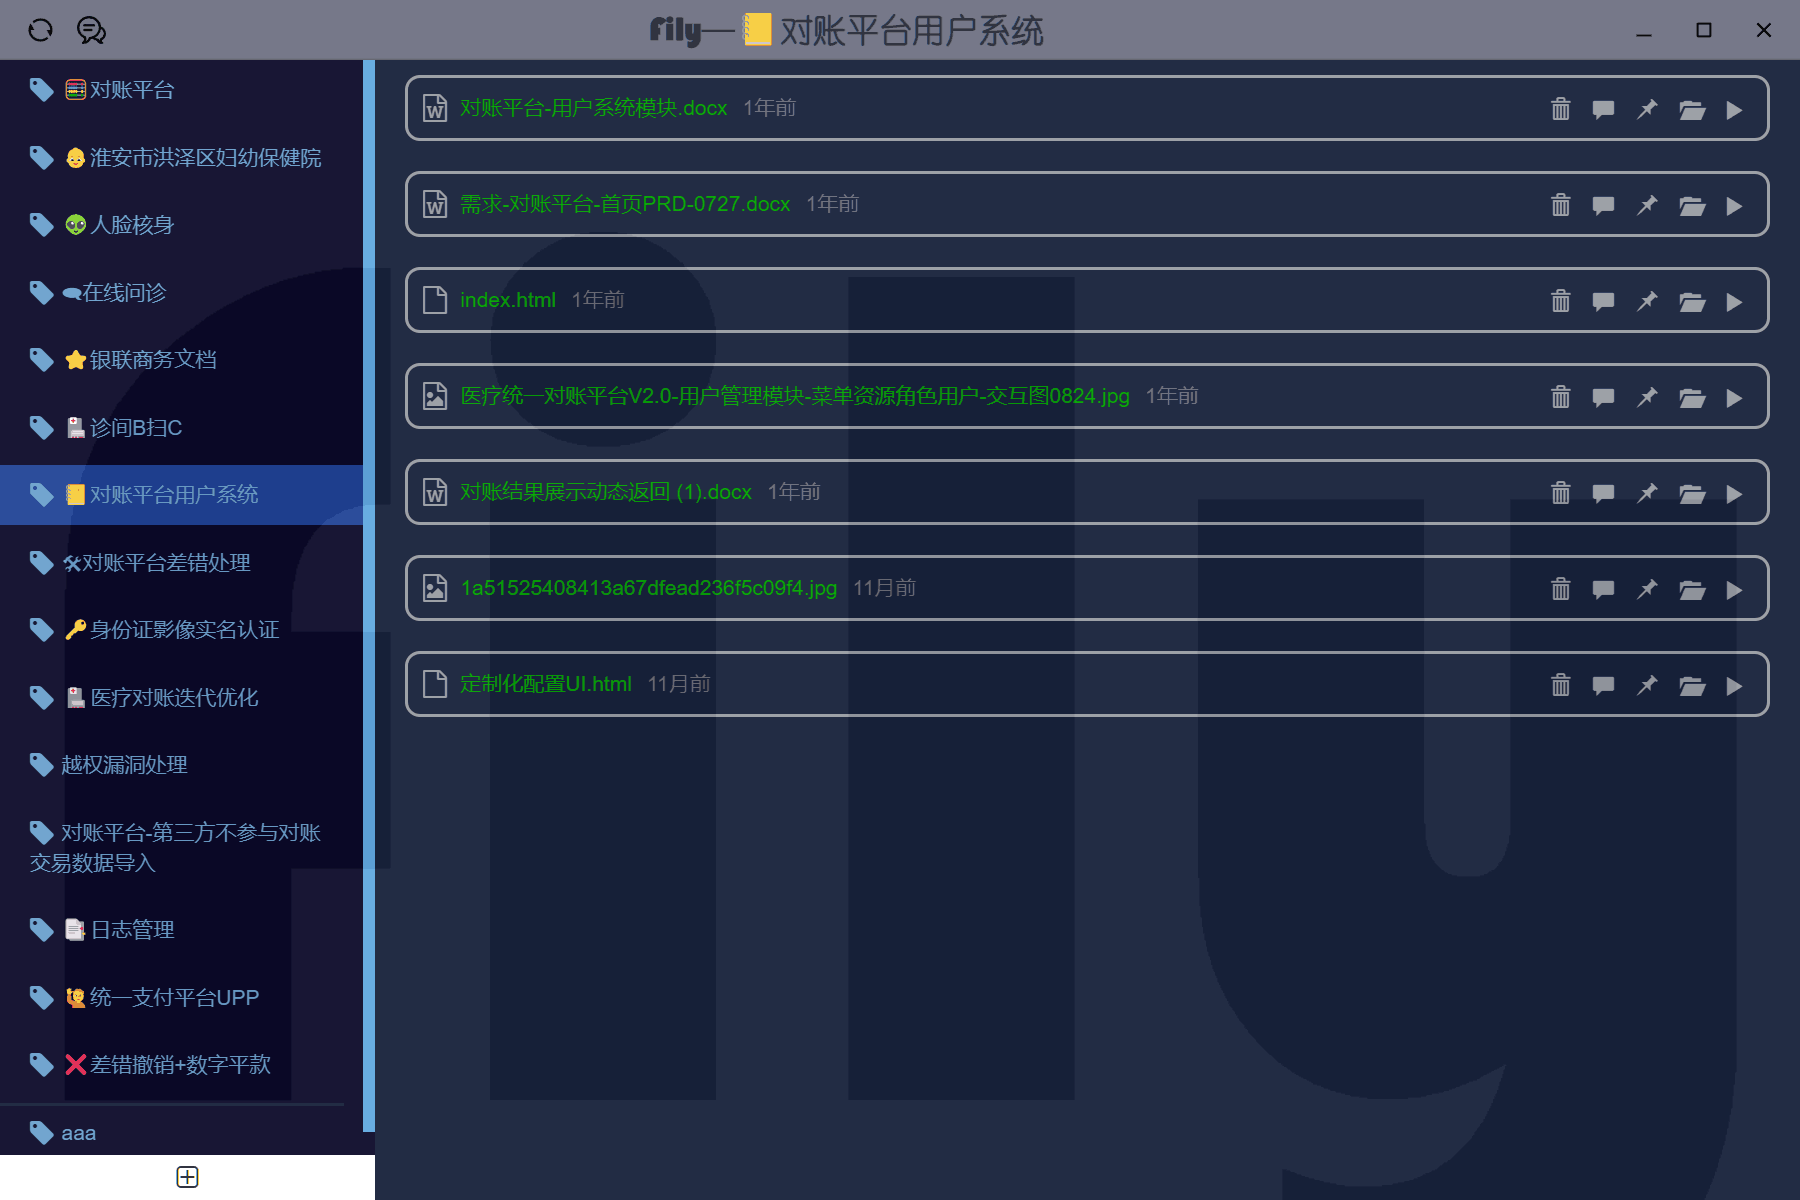 fily—📒对账平台用户系统
🧮对账平台
👶淮安市洪泽区妇幼保健院
👽人脸核身
🗨在线问诊
⭐银联商务文档
🏥诊间B扫C
📒对账平台用户系统
🛠对账平台差错处理
🔑身份证影像实名认证
🏥医疗对账迭代优化
越权漏洞处理
对账平台-第三方不参与对账
交易数据导入
📑日志管理
🙋统一支付平台UPP
❌差错撤销+数字平款
aaa
对账平台-用户系统模块.docx 1年前
需求-对账平台-首页PRD-0727.docx 1年前
index.html 1年前
医疗统一对账平台V2.0-用户管理模块-菜单资源角色用户-交互图0824.jpg 1年前
对账结果展示动态返回 (1).docx 1年前
1a51525408413a67dfead236f5c09f4.jpg 11月前
定制化配置UI.html 11月前
fily